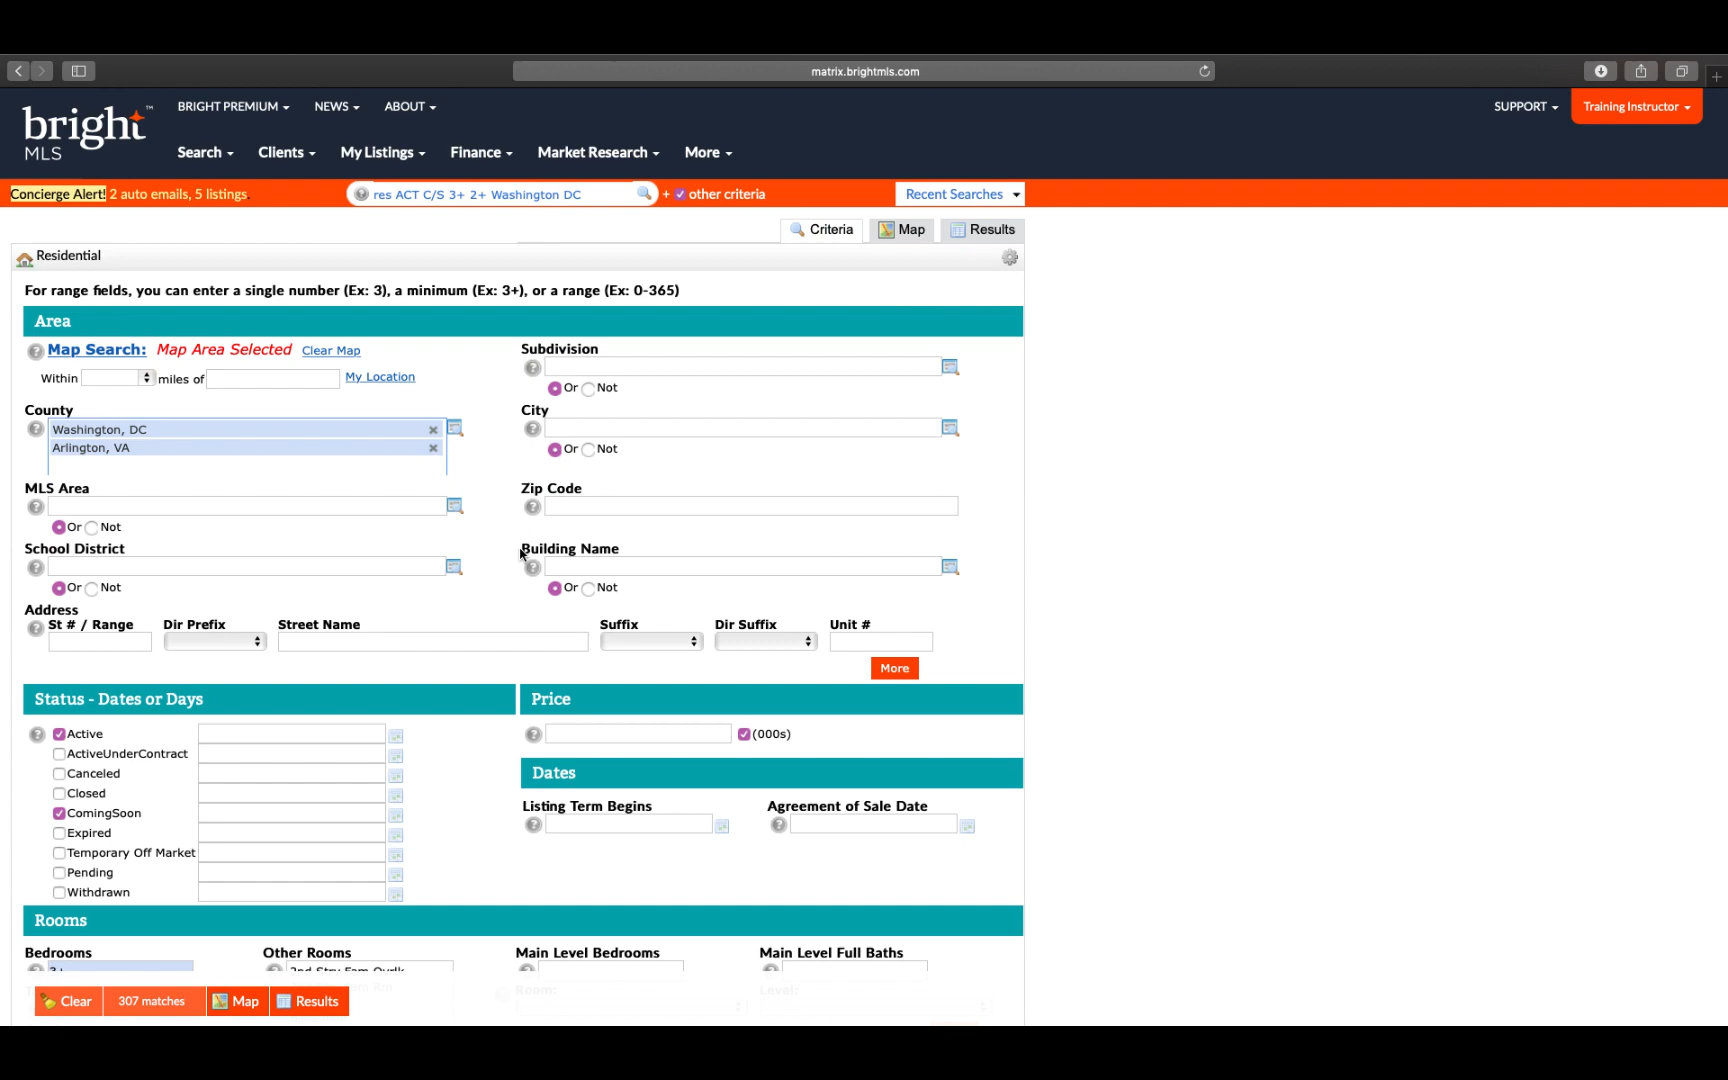 matrix.brightmls.com
bright™
MLS
BRIGHT PREMIUM NEWS ABOUT
SUPPORT Training Instructor
Search Clients My Listings Finance Market Research More
Concierge Alert! 2 auto emails, 5 listings.
res ACT C/S 3+ 2+ Washington DC + other criteria
Recent Searches
Criteria Map Results
Residential
For range fields, you can enter a single number (Ex: 3), a minimum (Ex: 3+), or a range (Ex: 0-365)
Area
Map Search: Map Area Selected Clear Map
Within miles of My Location
Subdivision
Or Not
County
Washington, DC
Arlington, VA
City
Or Not
MLS Area
Or Not
Zip Code
School District
Or Not
Building Name
Or Not
Address
St # / Range Dir Prefix Street Name Suffix Dir Suffix Unit #
More
Status - Dates or Days
Active
ActiveUnderContract
Canceled
Closed
ComingSoon
Expired
Temporary Off Market
Pending
Withdrawn
Price
(000s)
Dates
Listing Term Begins Agreement of Sale Date
Rooms
Bedrooms Other Rooms Main Level Bedrooms Main Level Full Baths
3+
Room: Level:
Clear 307 matches Map Results